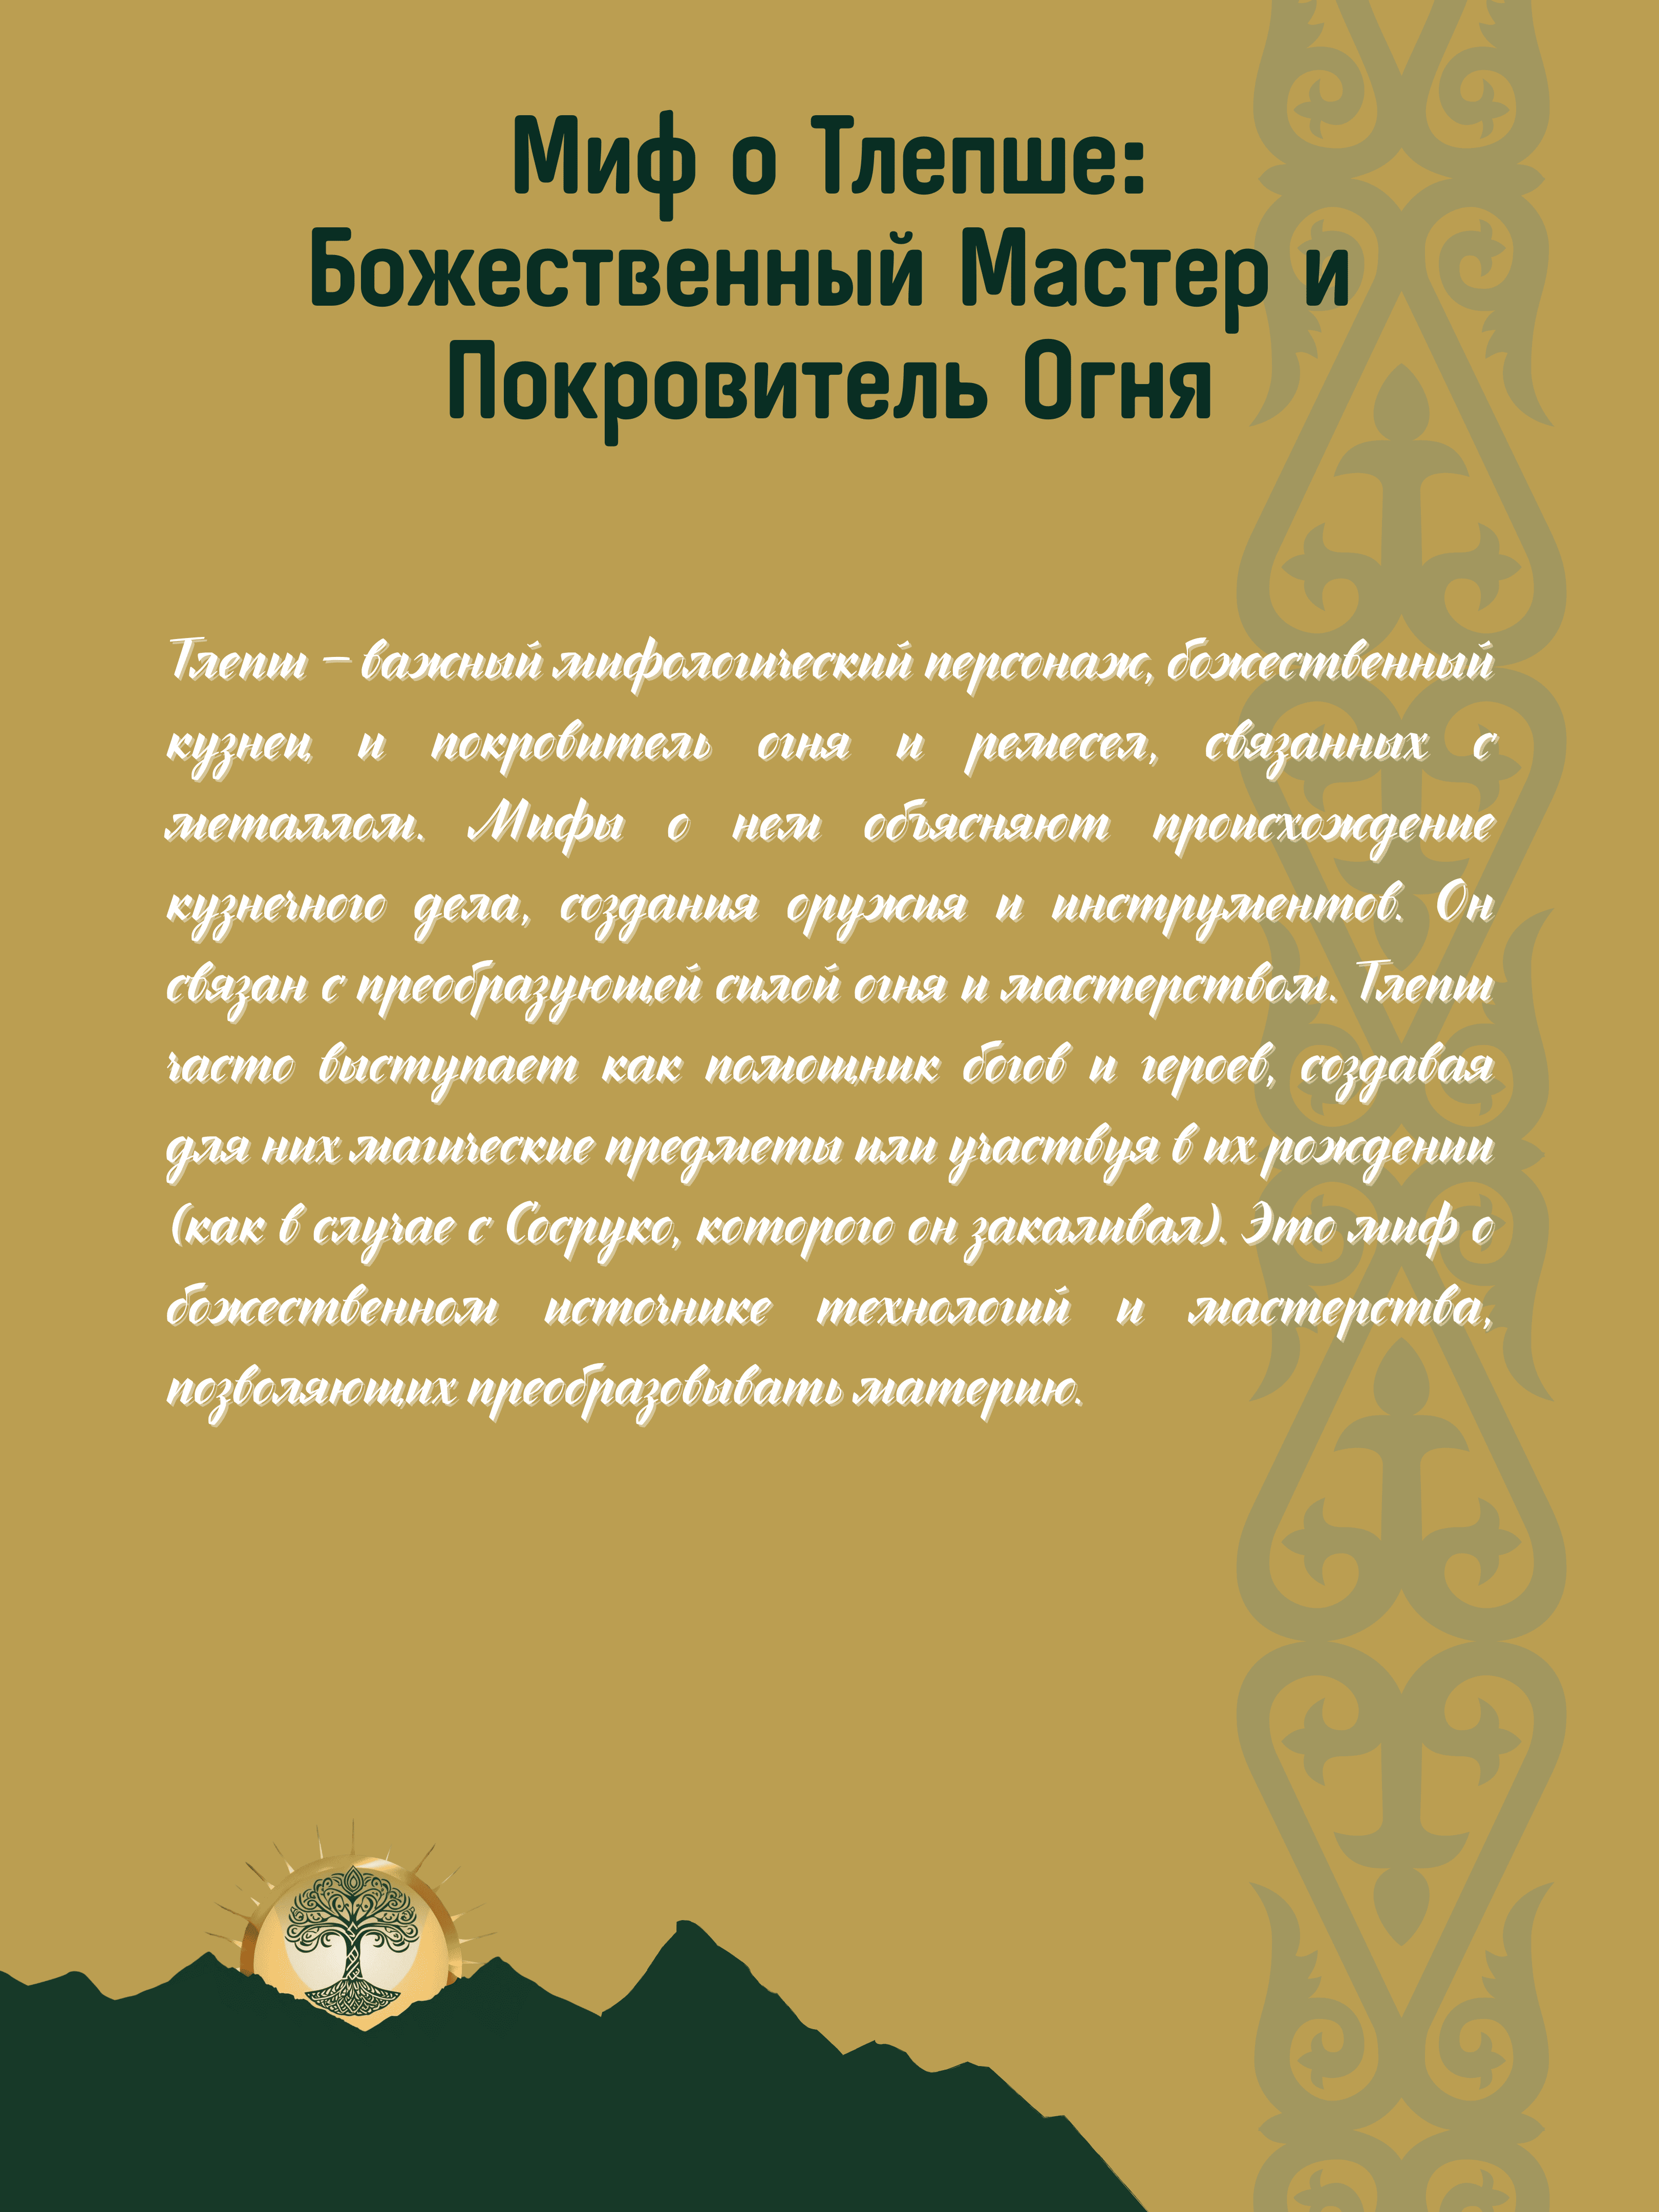 Миф о Тлепше:
Божественный Мастер и
Покровитель Огня
Тлепш – важный мифологический персонаж, божественный
кузнец и покровитель огня и ремесел, связанных с
металлом. Мифы о нем объясняют происхождение
кузнечного дела, создания оружия и инструментов. Он
связан с преобразующей силой огня и мастерством. Тлепш
часто выступает как помощник богов и героев, создавая
для них магические предметы или участвуя в их рождении
(как в случае с Сосруко, которого он закаливал). Это миф о
божественном источнике технологий и мастерства,
позволяющих преобразовывать материю.